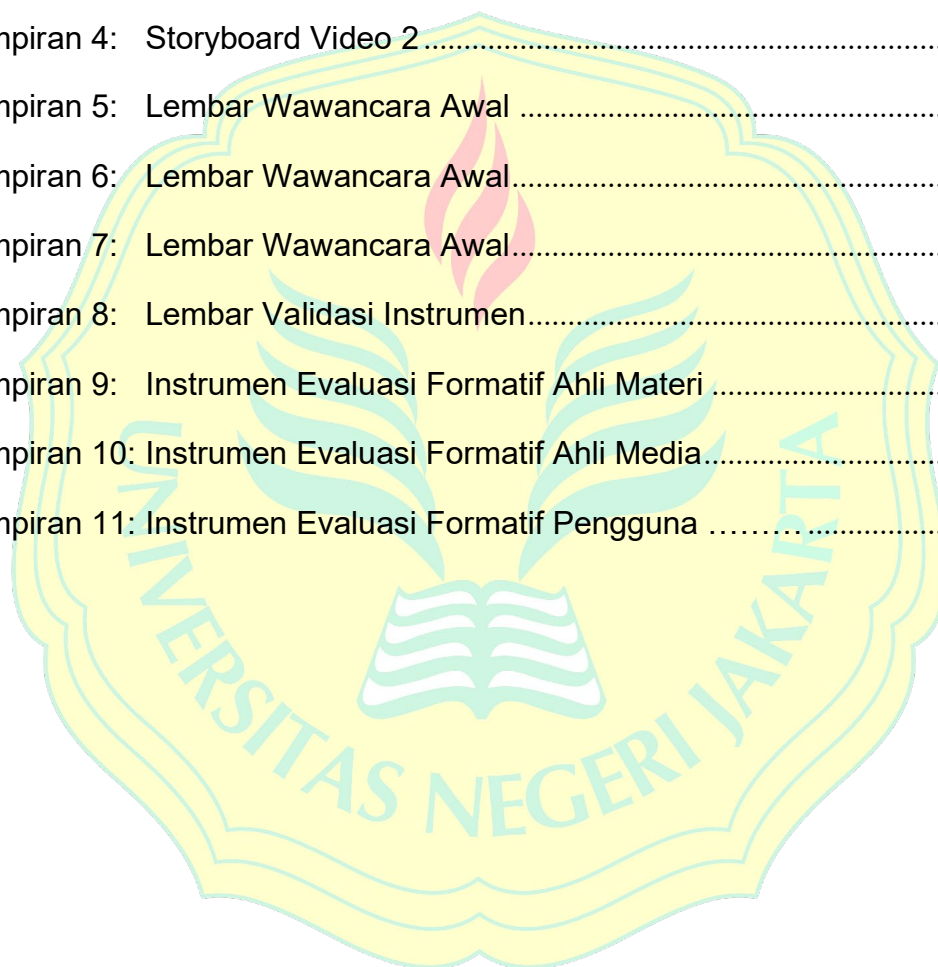 mpiran 4: Storyboard Video 2
mpiran 5: Lembar Wawancara Awal
mpiran 6: Lembar Wawancara Awal
mpiran 7: Lembar Wawancara Awal
mpiran 8: Lembar Validasi Instrumen
mpiran 9: Instrumen Evaluasi Formatif Ahli Materi
mpiran 10: Instrumen Evaluasi Formatif Ahli Media
mpiran 11: Instrumen Evaluasi Formatif Pengguna
UNIVERSITAS NEGERI JAKARTA